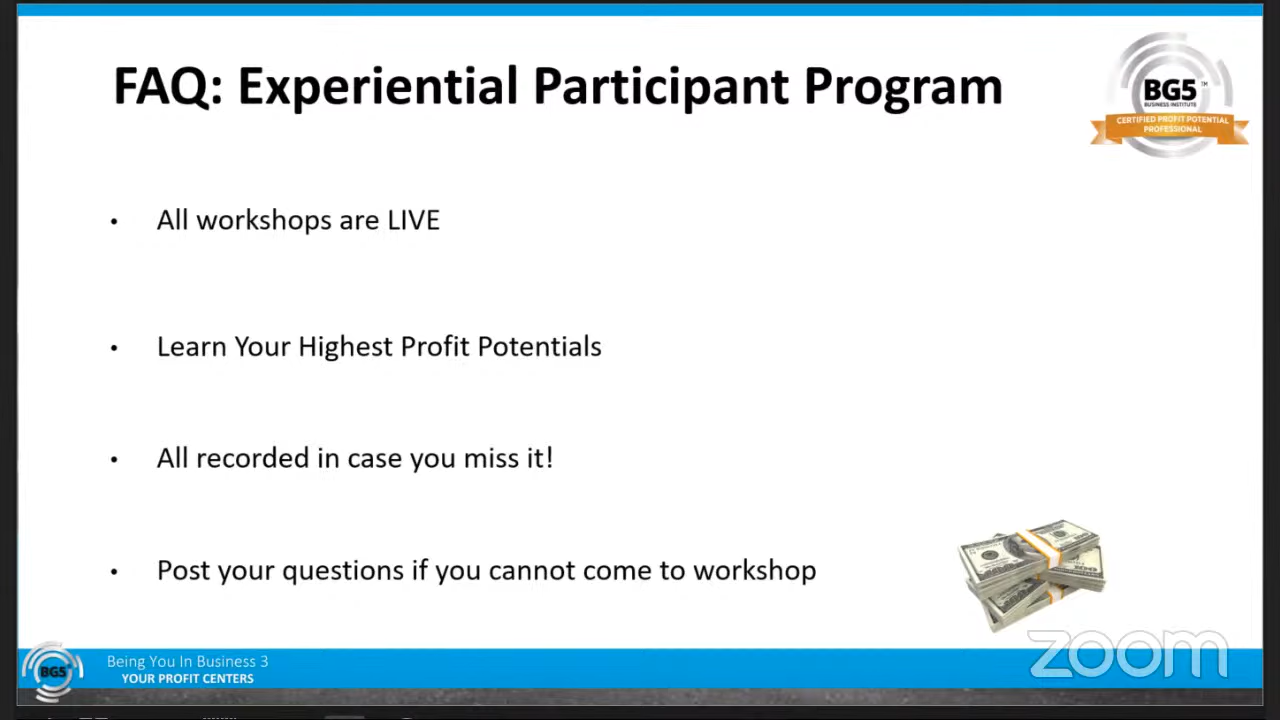 FAQ: Experiential Participant Program
BG5™
BUSINESS INSTITUTE
CERTIFIED PROFIT POTENTIAL
PROFESSIONAL
• All workshops are LIVE
• Learn Your Highest Profit Potentials
• All recorded in case you miss it!
• Post your questions if you cannot come to workshop
zoom
BG5
Being You In Business 3
YOUR PROFIT CENTERS